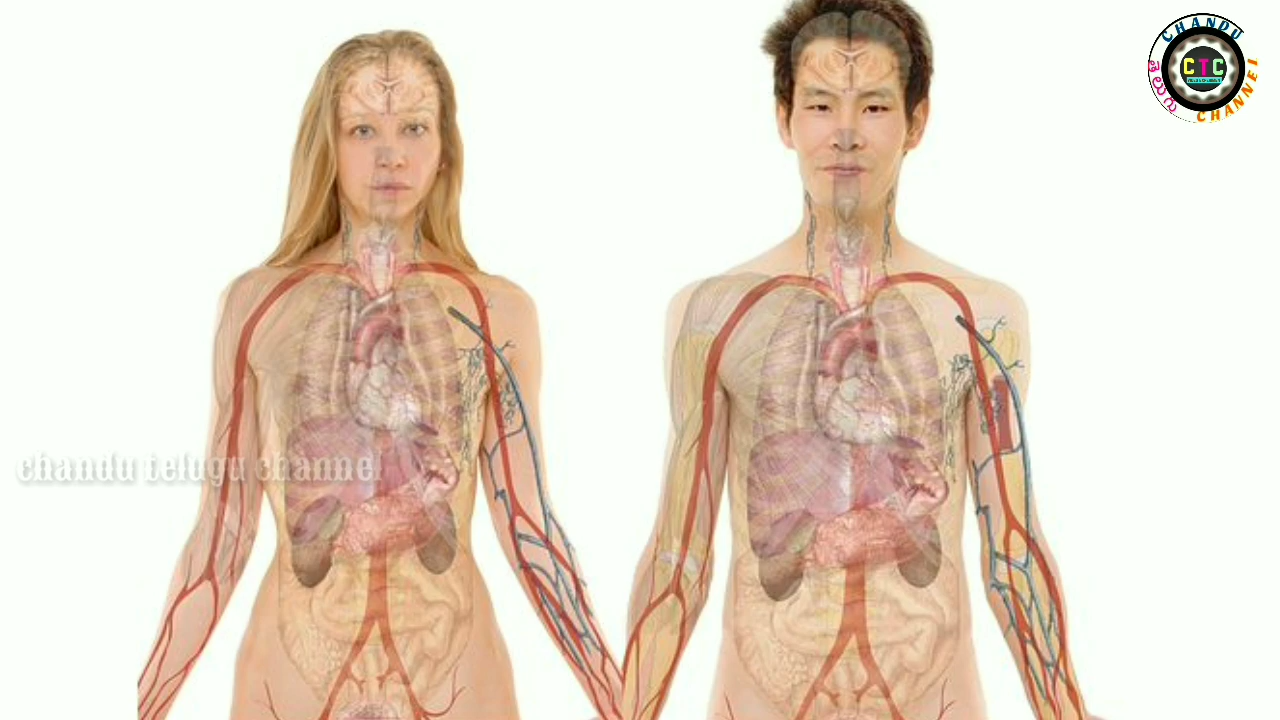 CHANDU
తెలుగు
CTC
CHANNEL
chandu telugu channel